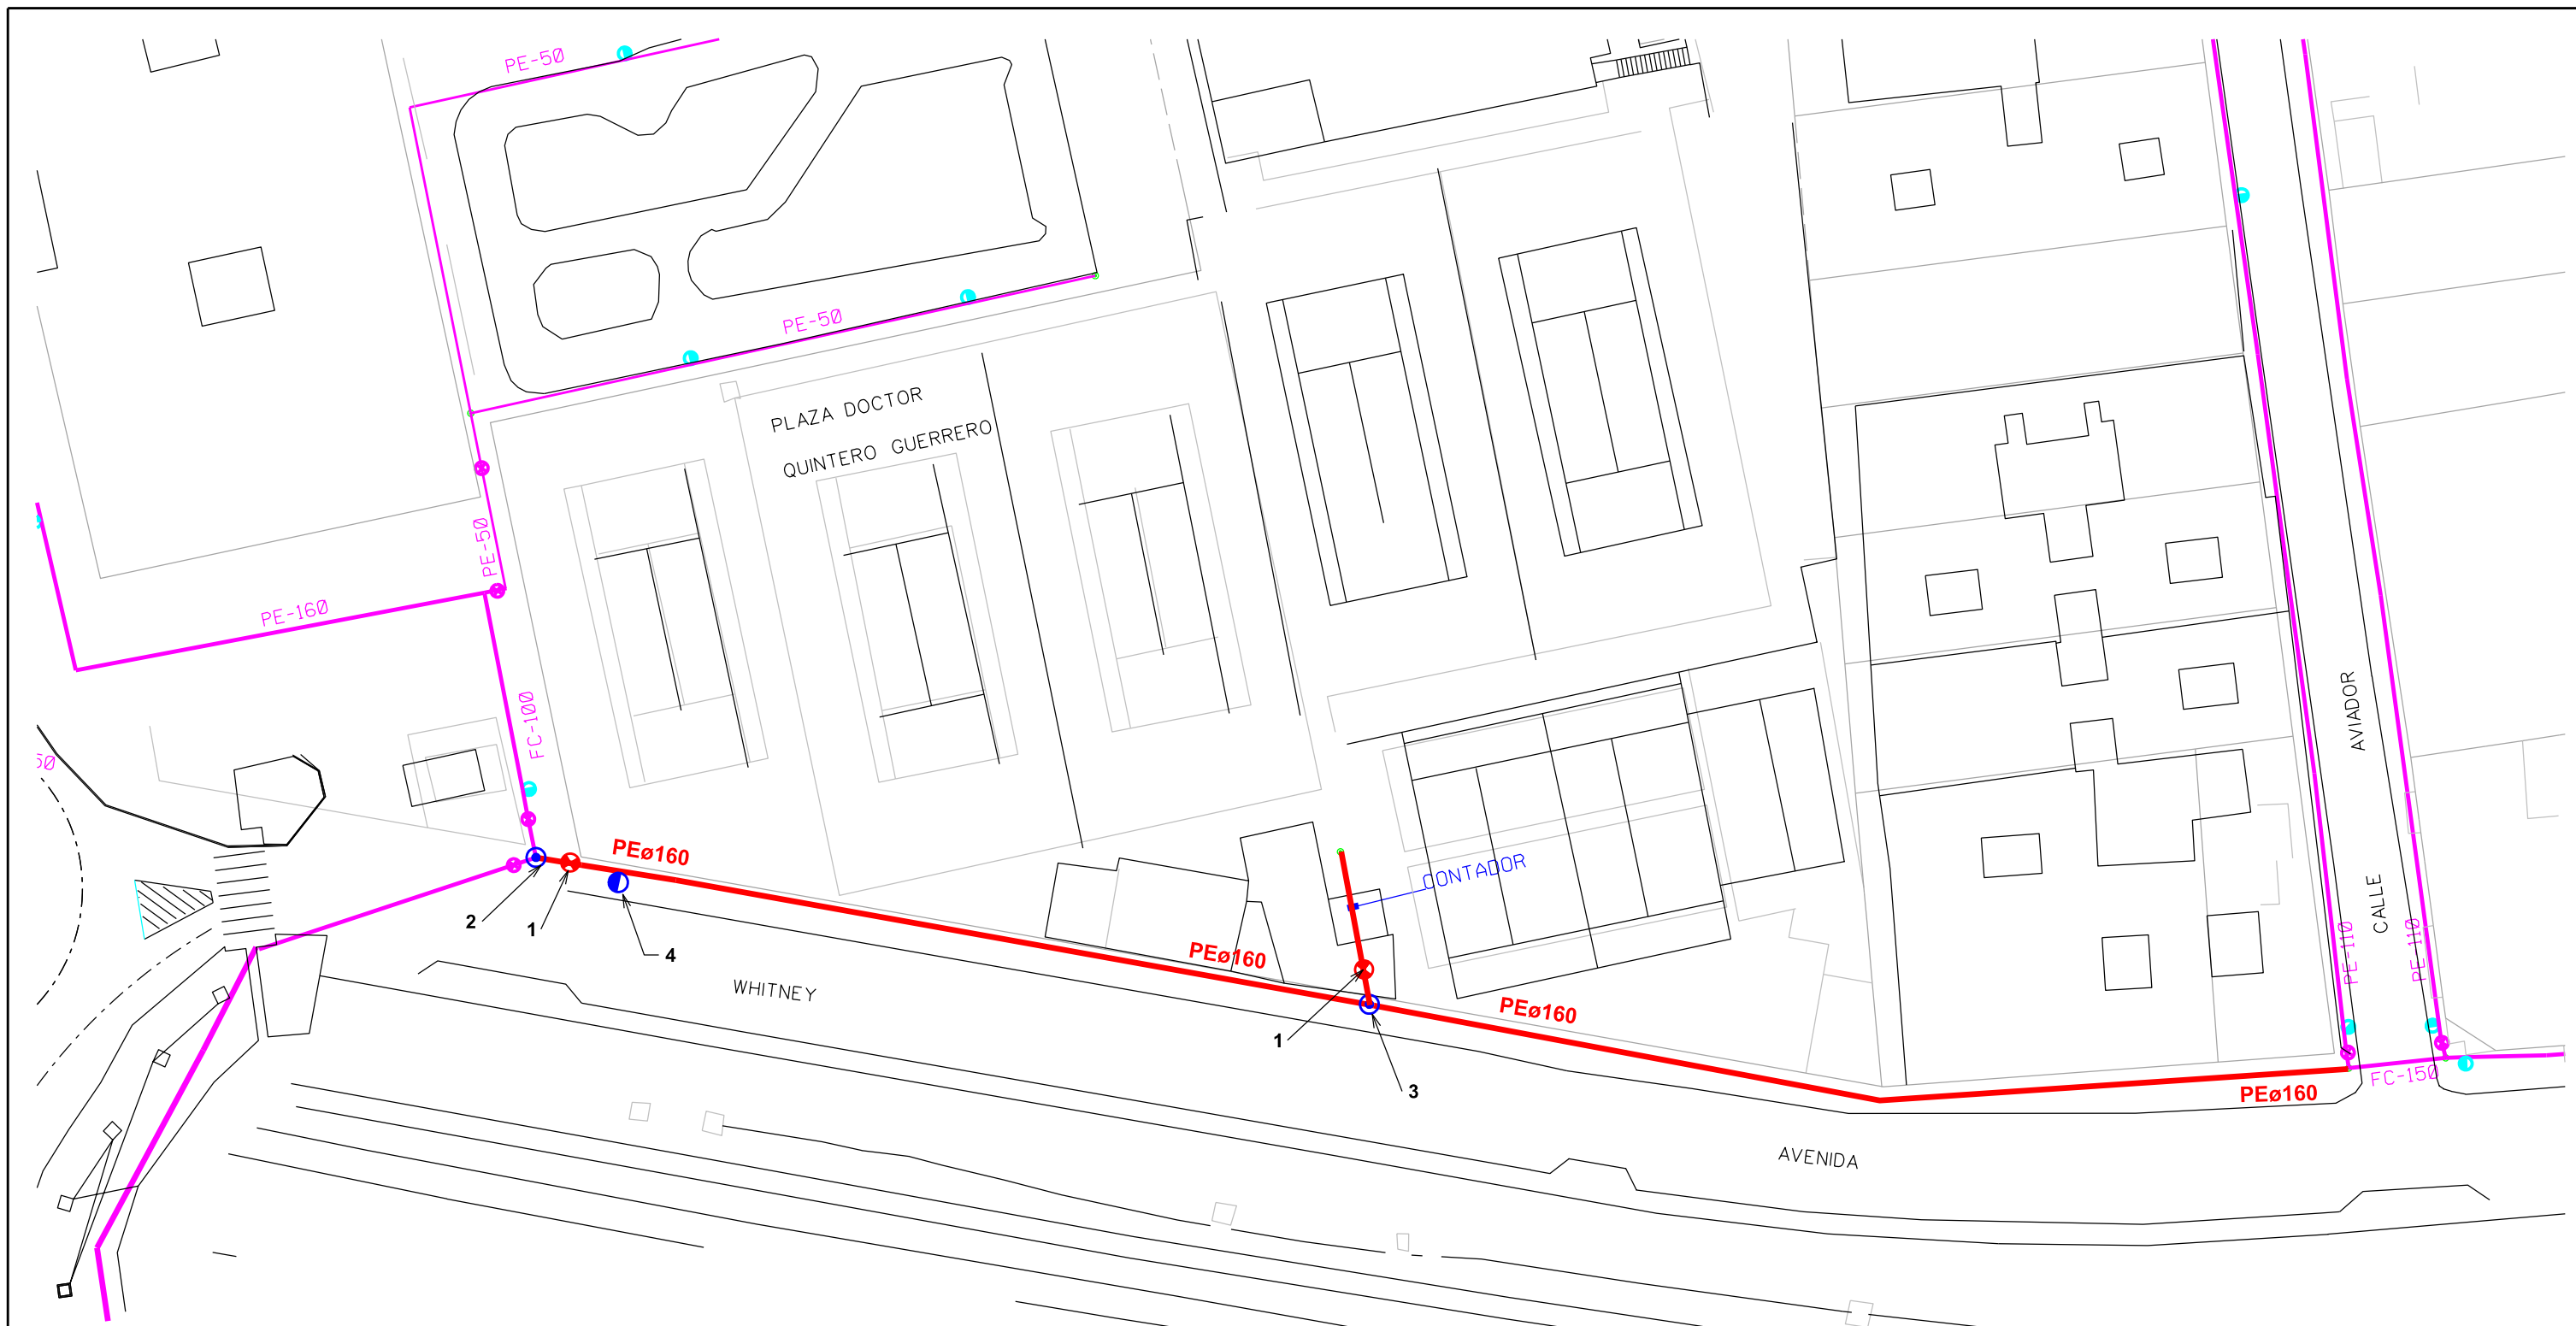 PE-50
PE-50
PLAZA DOCTOR
QUINTERO GUERRERO
PE-50
PE-160
FC-100
AVIADOR
CALLE
50
PEø160
CONTADOR
2
1
4
PEø160
WHITNEY
PEø160
1
3
PE-110
PE-110
FC-150
PEø160
AVENIDA